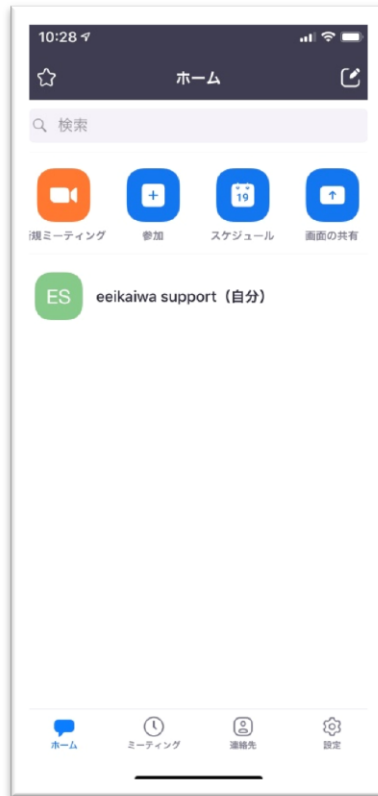 10:28
ホーム
検索
19
規ミーティング 参加 スケジュール 画面の共有
ES eeikaiwa support（自分）
ホーム ミーティング 連絡先 設定